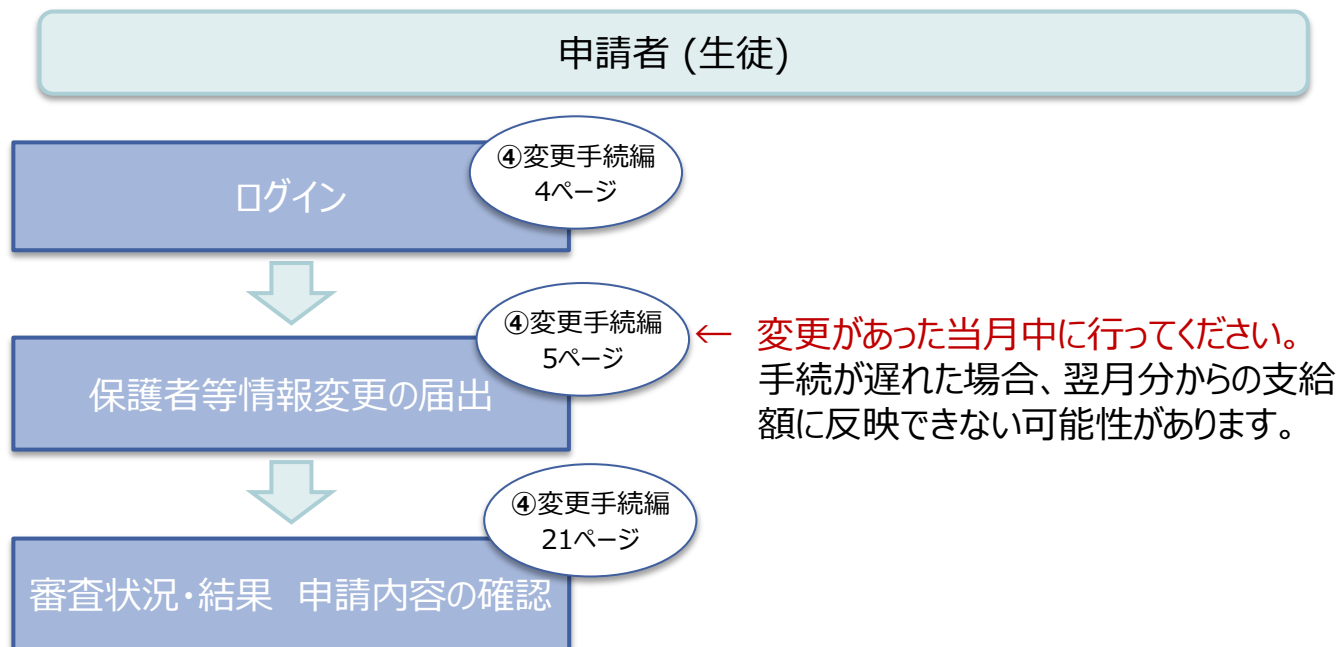 申請者 (生徒)
④変更手続編
4ページ
ログイン
④変更手続編
5ページ
保護者等情報変更の届出
← 変更があった当月中に行ってください。
手続が遅れた場合、翌月分からの支給
額に反映できない可能性があります。
④変更手続編
21ページ
審査状況・結果　申請内容の確認